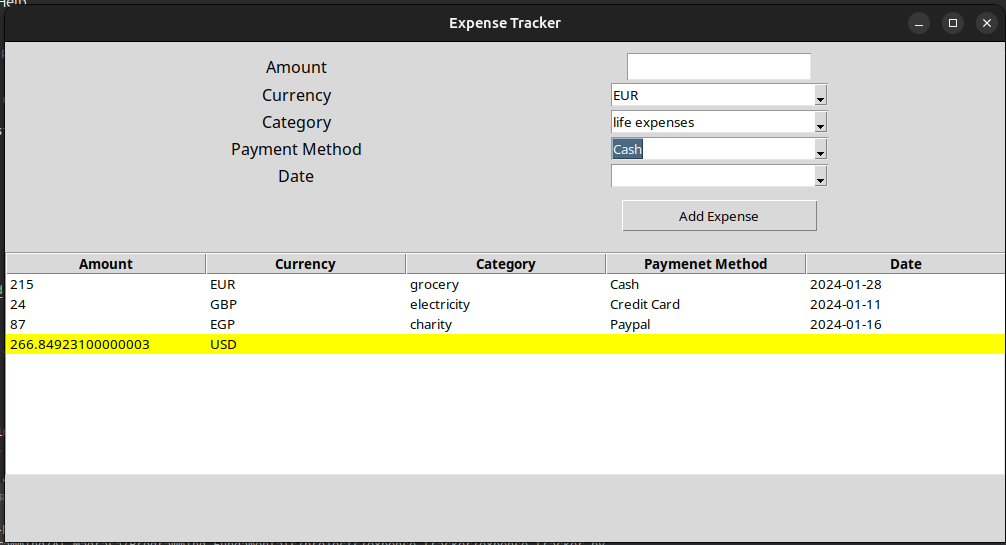 Help
Expense Tracker
Amount
Currency EUR
Category life expenses
Payment Method Cash
Date
Add Expense
Amount Currency Category Paymenet Method Date
215 EUR grocery Cash 2024-01-28
24 GBP electricity Credit Card 2024-01-11
87 EGP charity Paypal 2024-01-16
266.84923100000003 USD